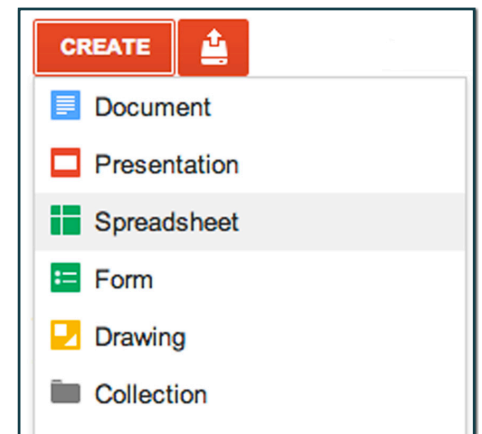 CREATE
Document
Presentation
Spreadsheet
Form
Drawing
Collection